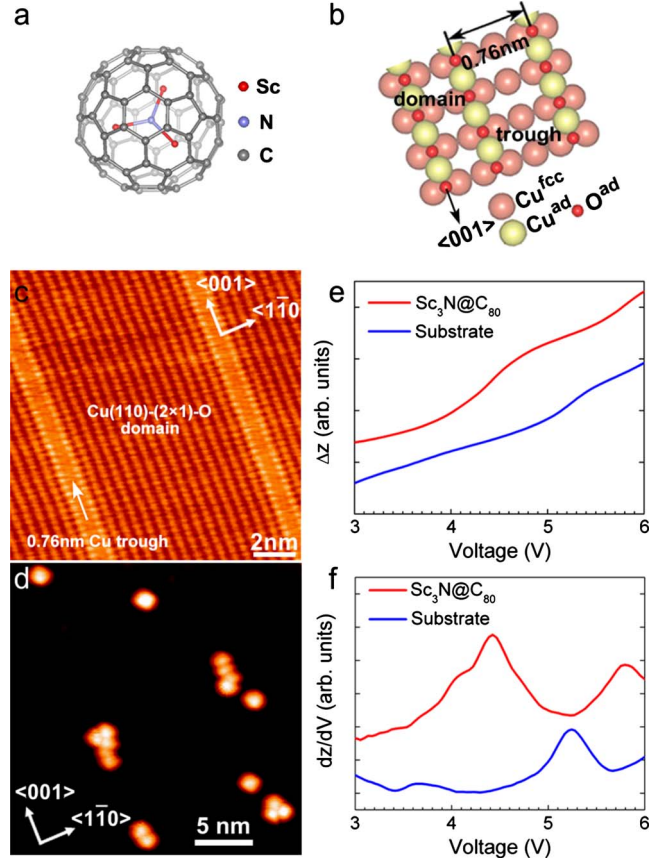 a
Sc
N
C
b
0.76nm
domain
trough
<001>
Cu^fcc
Cu^ad
O^ad
c
<001>
<11̅0>
Cu(110)-(2×1)-O
domain
0.76nm Cu trough
2nm
d
<001>
<11̅0>
5 nm
e
Sc₃N@C₈₀
Substrate
Δz (arb. units)
3
4
5
6
Voltage (V)
f
Sc₃N@C₈₀
Substrate
dz/dV (arb. units)
3
4
5
6
Voltage (V)